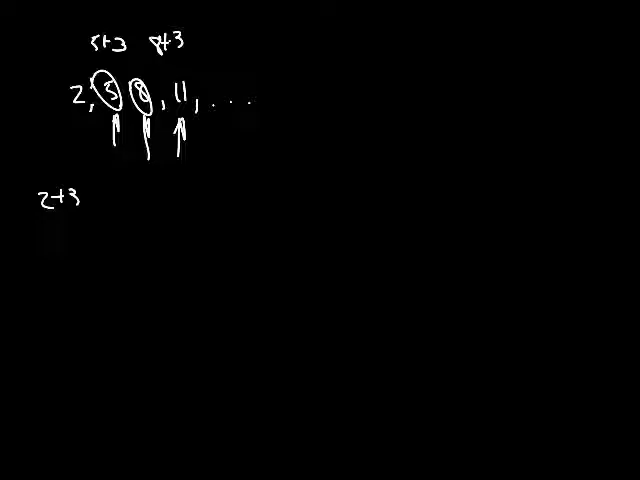 5+3 8+3
2, 5 8, 11, . . .
2+3